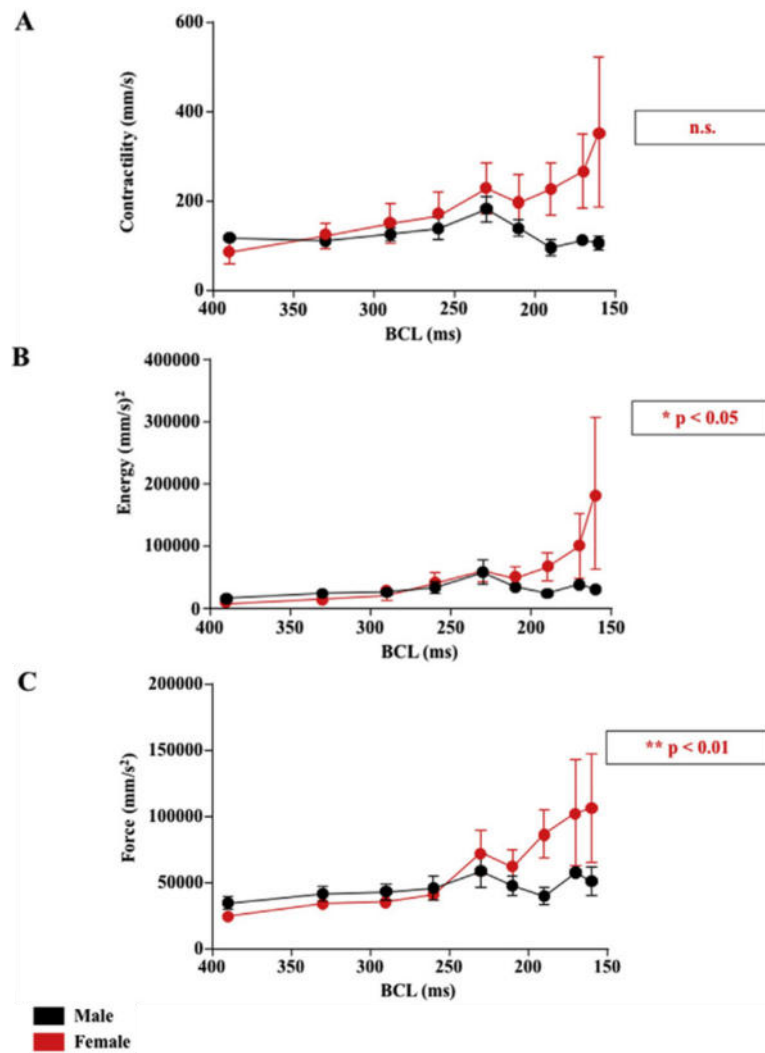 A
600
400
200
0
Contractility (mm/s)
400 350 300 250 200 150
BCL (ms)
n.s.
B
400000
300000
200000
100000
0
Energy (mm/s)²
400 350 300 250 200 150
BCL (ms)
* p < 0.05
C
200000
150000
100000
50000
0
Force (mm/s²)
400 350 300 250 200 150
BCL (ms)
** p < 0.01
Male
Female